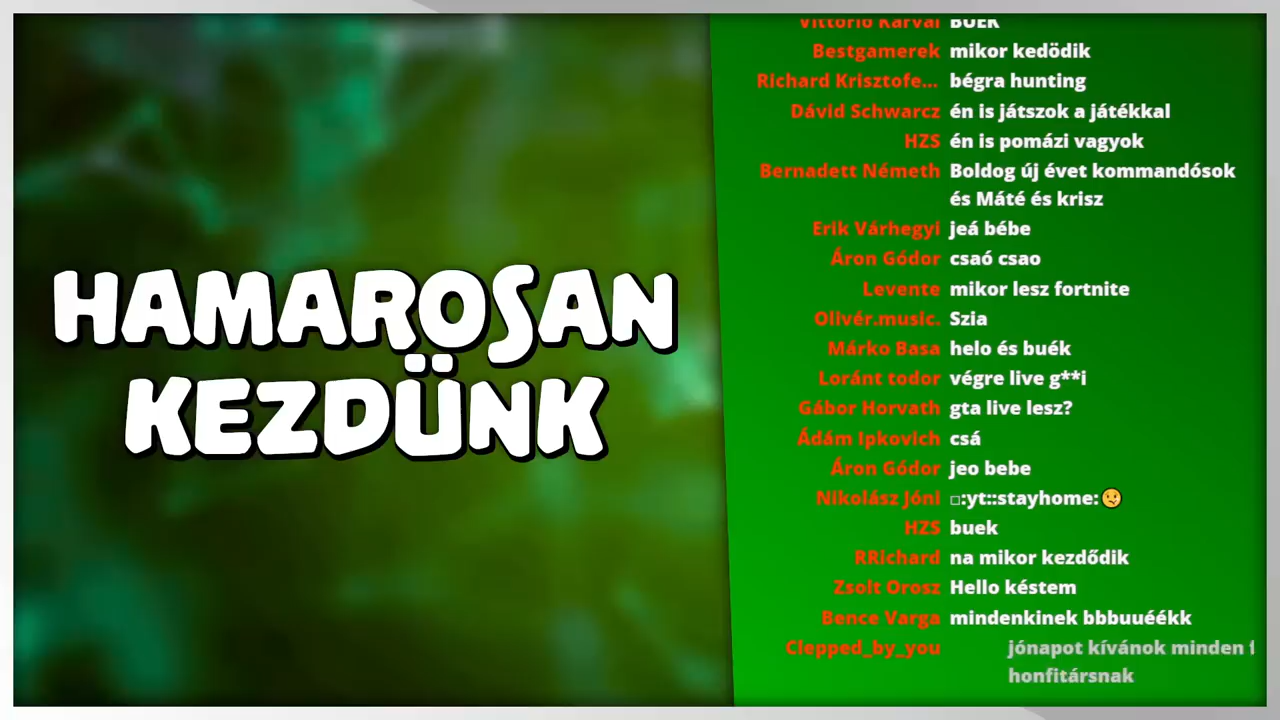 HAMAROSAN
KEZDÜNK
Vittorio Karvai BUÉK
Bestgamerek mikor kedödik
Richard Krisztofe... bégra hunting
Dávid Schwarcz én is játszok a játékkal
HZS én is pomázi vagyok
Bernadett Németh Boldog új évet kommandósok
és Máté és krisz
Erik Várhegyi jeá bébe
Áron Gódor csaó csao
Levente mikor lesz fortnite
Olivér.music. Szia
Márko Basa helo és buék
Loránt todor végre live g**i
Gábor Horvath gta live lesz?
Ádám Ipkovich csá
Áron Gódor jeo bebe
Nikolász Jóni □:yt::stayhome:😟
HZS buek
RRichard na mikor kezdődik
Zsolt Orosz Hello késtem
Bence Varga mindenkinek bbbuuéékk
Clepped_by_you jónapot kívánok minden
honfitársnak